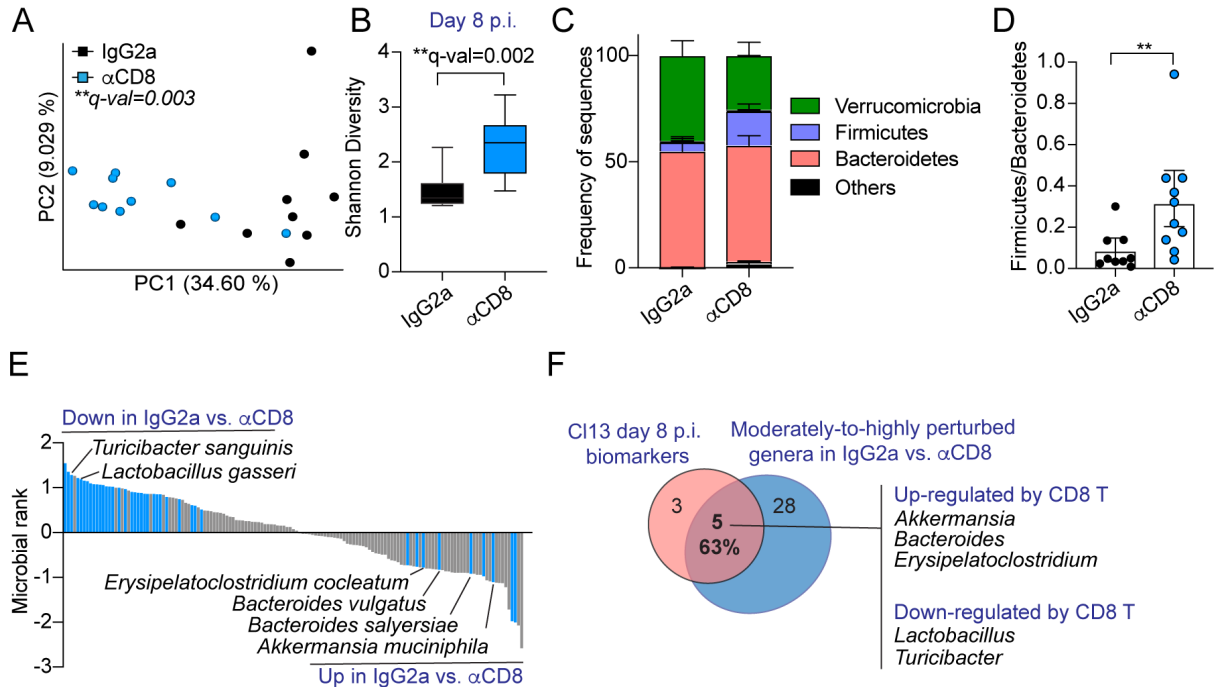 A
IgG2a
αCD8
**q-val=0.003
PC2 (9.029 %)
PC1 (34.60 %)
B
Day 8 p.i.
**q-val=0.002
Shannon Diversity
4
3
2
1
0
IgG2a
αCD8
C
Frequency of sequences
100
50
0
IgG2a
αCD8
Verrucomicrobia
Firmicutes
Bacteroidetes
Others
D
**
Firmicutes/Bacteroidetes
1.0
0.8
0.6
0.4
0.2
0.0
IgG2a
αCD8
E
Down in IgG2a vs. αCD8
Microbial rank
2
1
0
-1
-2
-3
Turicibacter sanguinis
Lactobacillus gasseri
Erysipelatoclostridium cocleatum
Bacteroides vulgatus
Bacteroides salyersiae
Akkermansia muciniphila
Up in IgG2a vs. αCD8
F
Cl13 day 8 p.i.
biomarkers
Moderately-to-highly perturbed
genera in IgG2a vs. αCD8
3
5
63%
28
Up-regulated by CD8 T
Akkermansia
Bacteroides
Erysipelatoclostridium
Down-regulated by CD8 T
Lactobacillus
Turicibacter